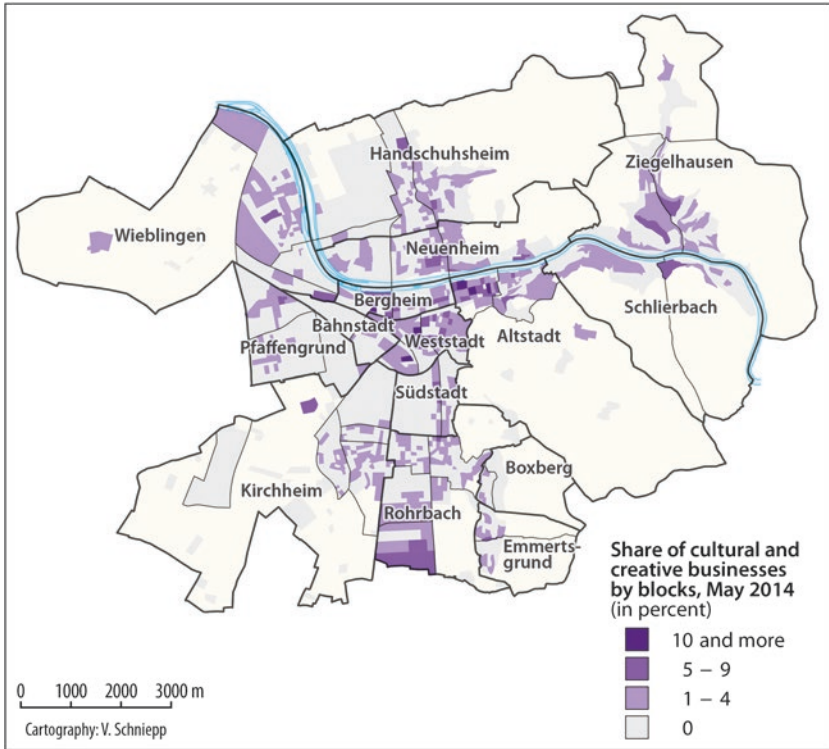 Handschuhsheim
Ziegelhausen
Wieblingen
Neuenheim
Bergheim
Schlierbach
Bahnstadt
Altstadt
Pfaffengrund
Weststadt
Südstadt
Boxberg
Kirchheim
Rohrbach
Emmerts-
grund
Share of cultural and
creative businesses
by blocks, May 2014
(in percent)
10 and more
5 – 9
1 – 4
0
0 1000 2000 3000 m
Cartography: V. Schniepp